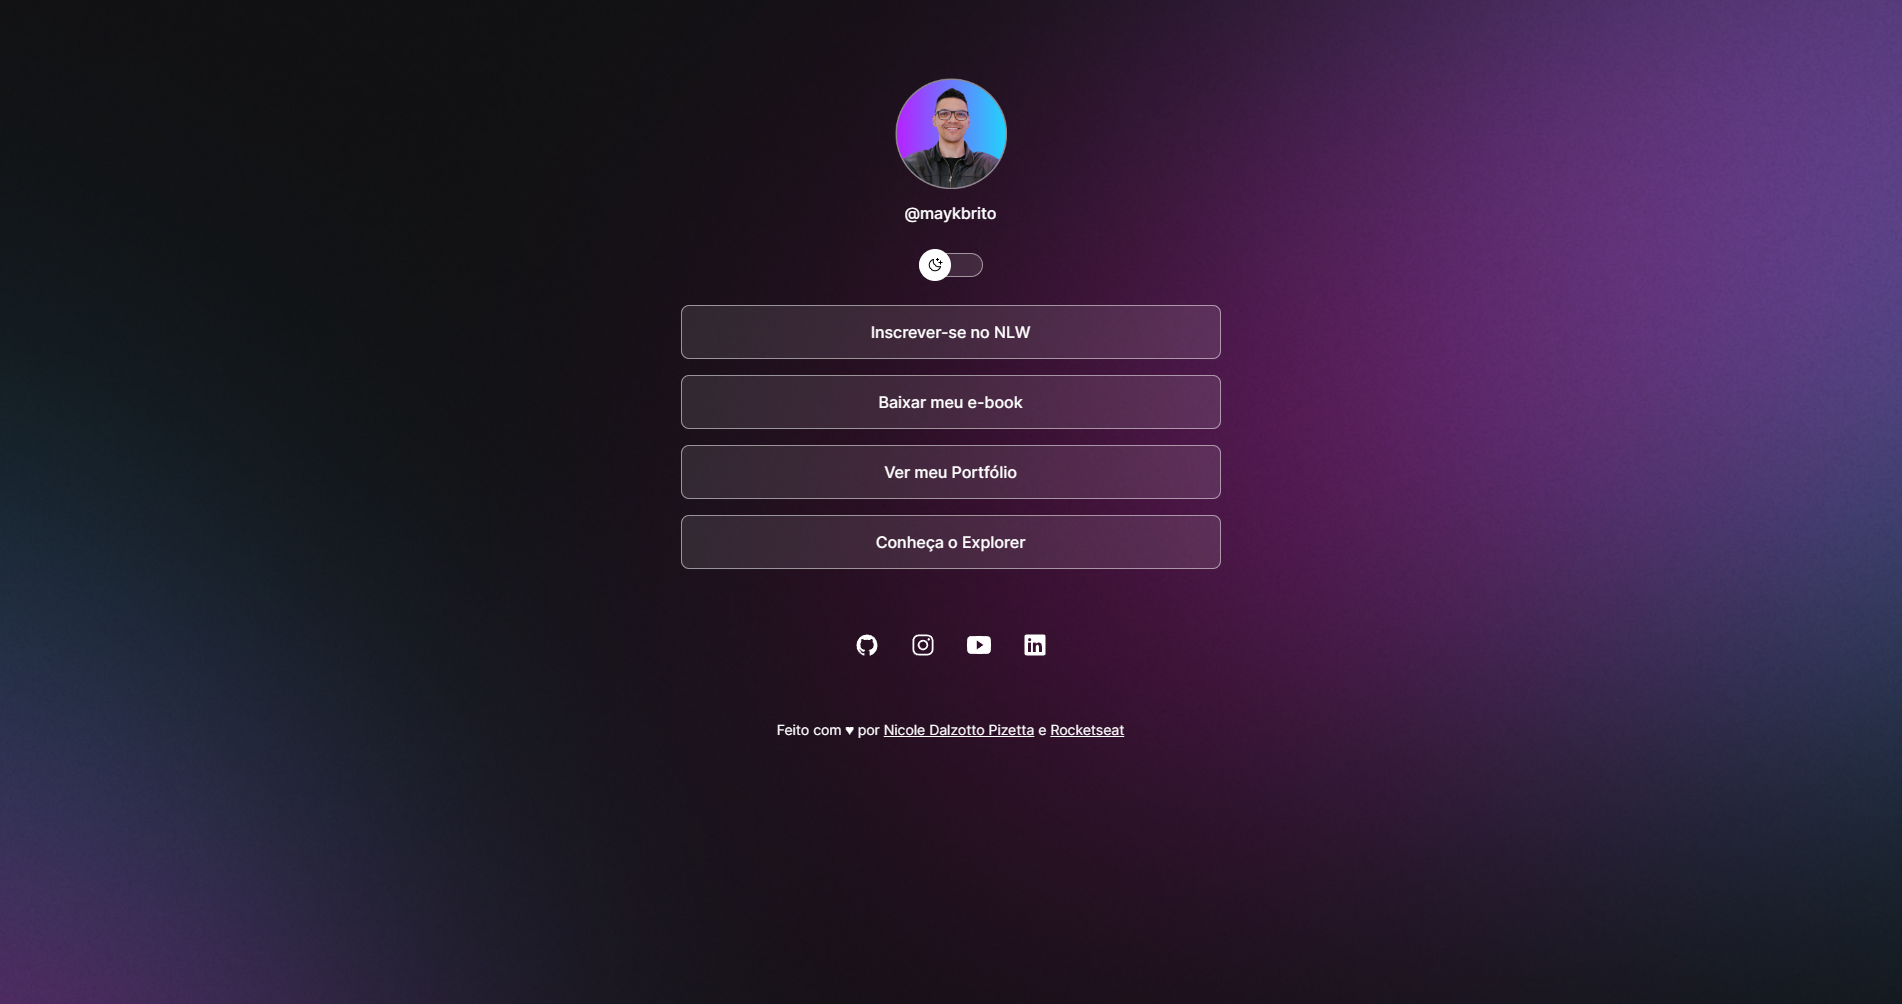 @maykbrito
Inscrever-se no NLW
Baixar meu e-book
Ver meu Portfólio
Conheça o Explorer
Feito com ♥ por Nicole Dalzotto Pizetta e Rocketseat